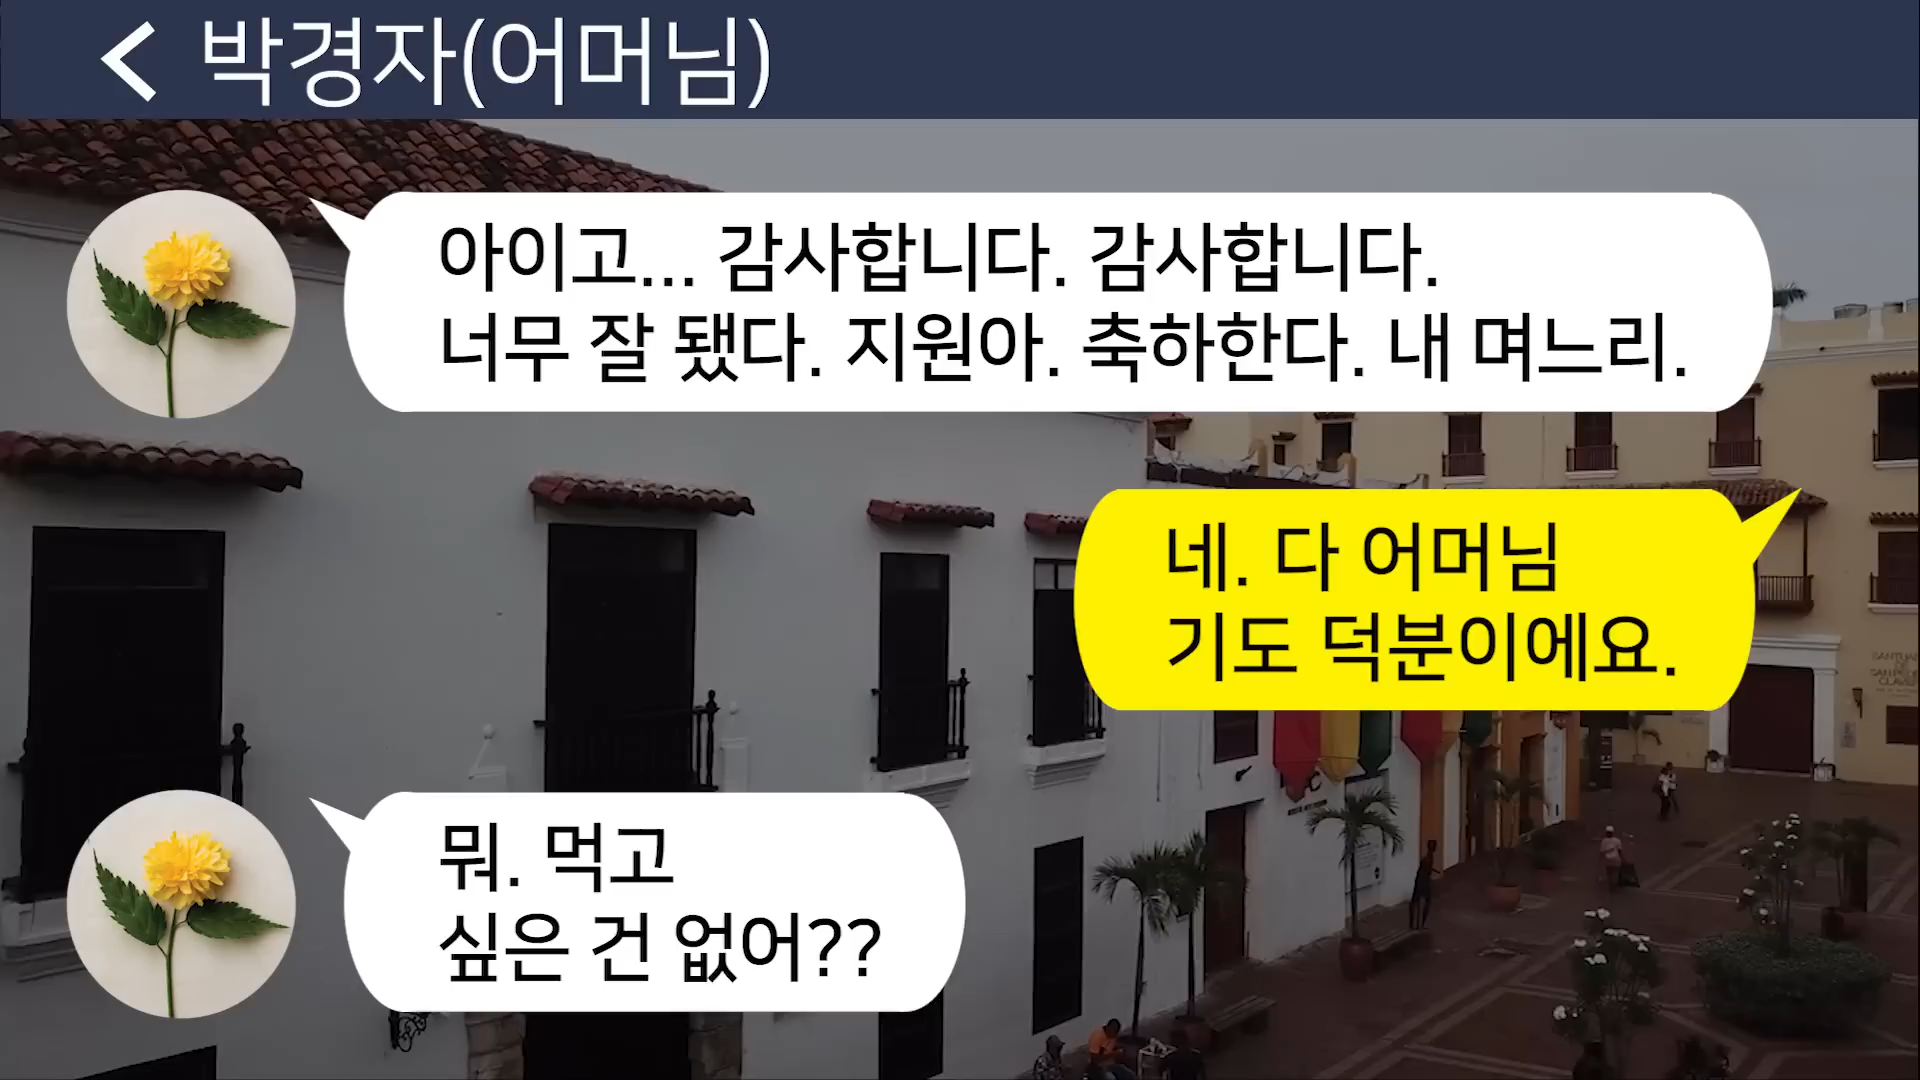 박경자(어머님)
아이고... 감사합니다. 감사합니다.
너무 잘 됐다. 지원아. 축하한다. 내 며느리.
네. 다 어머님
기도 덕분이에요.
뭐. 먹고
싶은 건 없어??